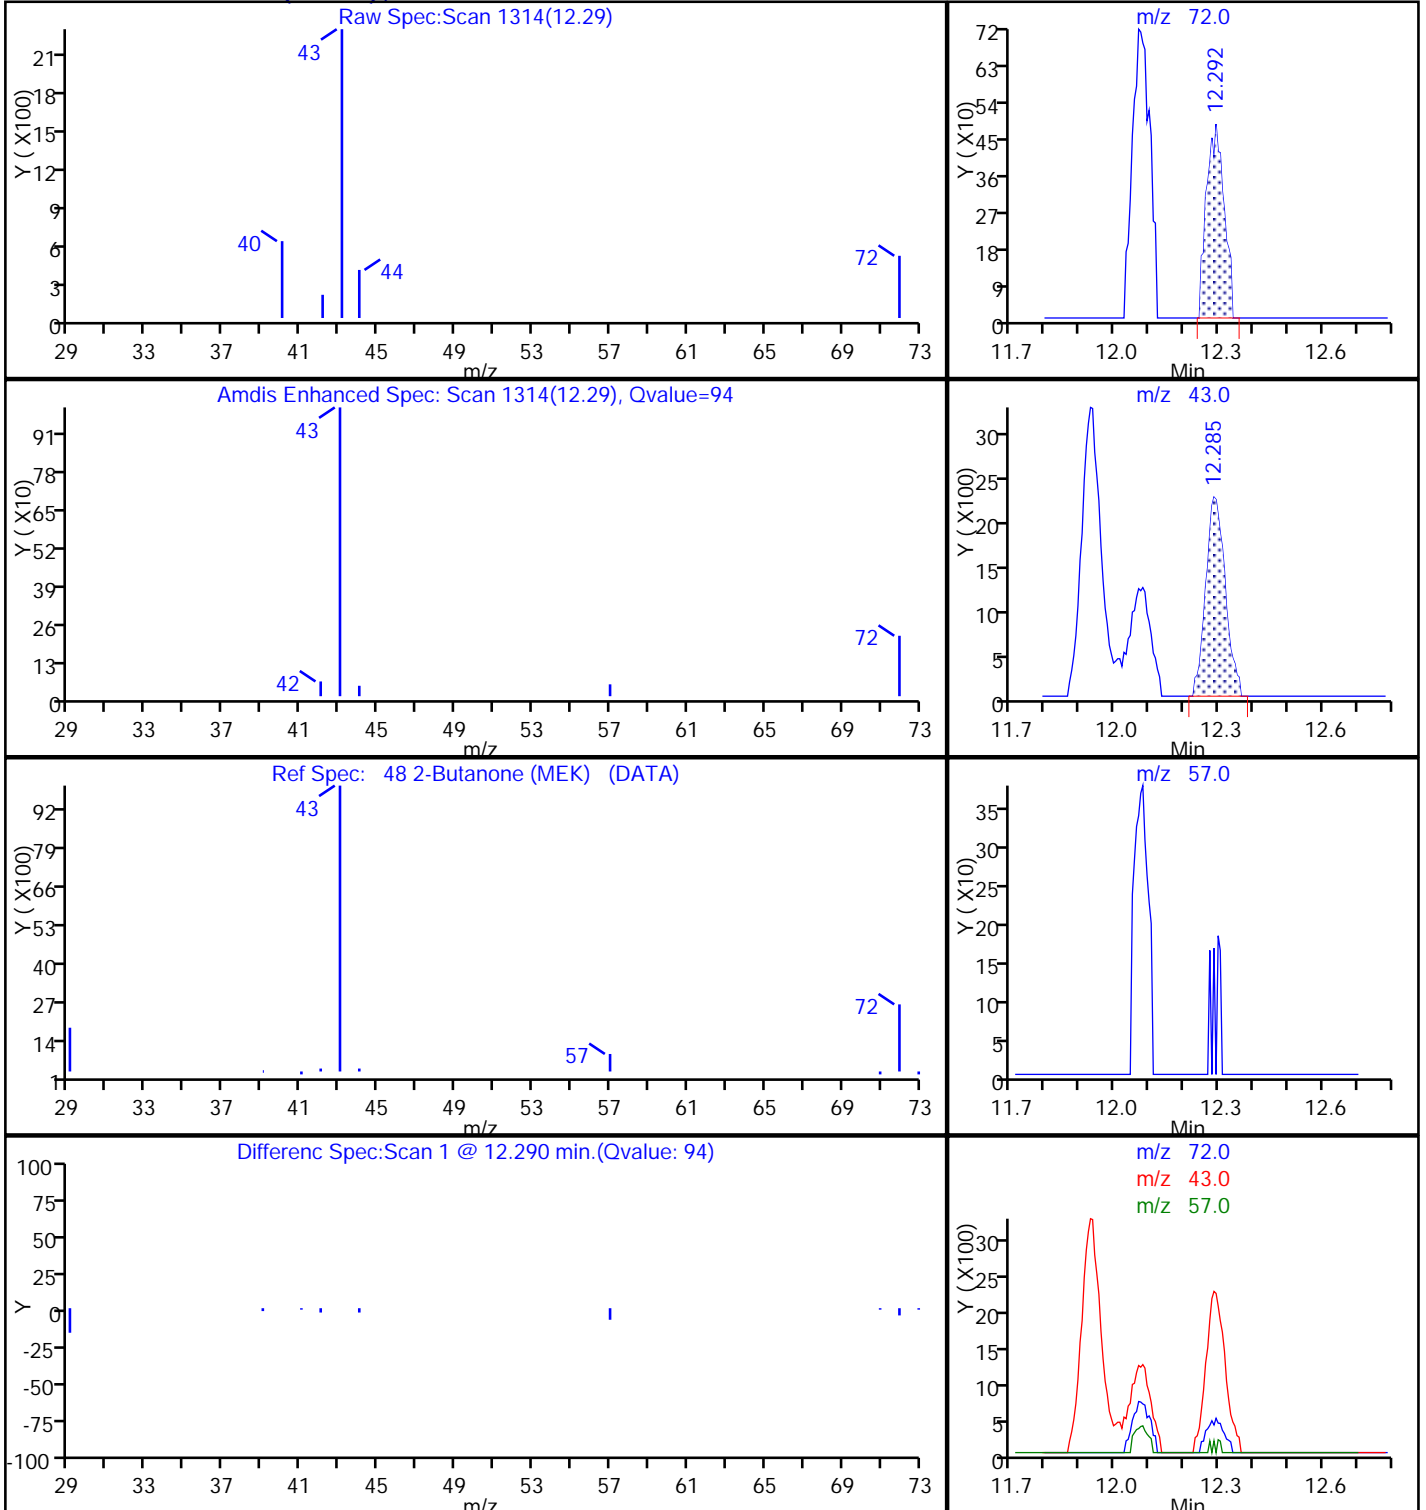 Raw Spec:Scan 1314(12.29)
Y ( X100)
21
18
15
12
9
6
3
0
43
40
44
72
29 33 37 41 45 49 53 57 61 65 69 73
m/z
m/z 72.0
Y ( X10)
72
63
54
45
36
27
18
9
0
12.292
11.7 12.0 12.3 12.6
Min
Amdis Enhanced Spec: Scan 1314(12.29), Qvalue=94
Y ( X10)
91
78
65
52
39
26
13
0
43
42
72
29 33 37 41 45 49 53 57 61 65 69 73
m/z
m/z 43.0
Y ( X100)
30
25
20
15
10
5
0
12.285
11.7 12.0 12.3 12.6
Min
Ref Spec: 48 2-Butanone (MEK) (DATA)
Y ( X100)
92
79
66
53
40
27
14
1
43
57
72
29 33 37 41 45 49 53 57 61 65 69 73
m/z
m/z 57.0
Y ( X10)
35
30
25
20
15
10
5
0
11.7 12.0 12.3 12.6
Min
Differenc Spec:Scan 1 @ 12.290 min.(Qvalue: 94)
Y
100
75
50
25
0
-25
-50
-75
-100
29 33 37 41 45 49 53 57 61 65 69 73
m/z
m/z 72.0
m/z 43.0
m/z 57.0
Y ( X100)
30
25
20
15
10
5
0
11.7 12.0 12.3 12.6
Min